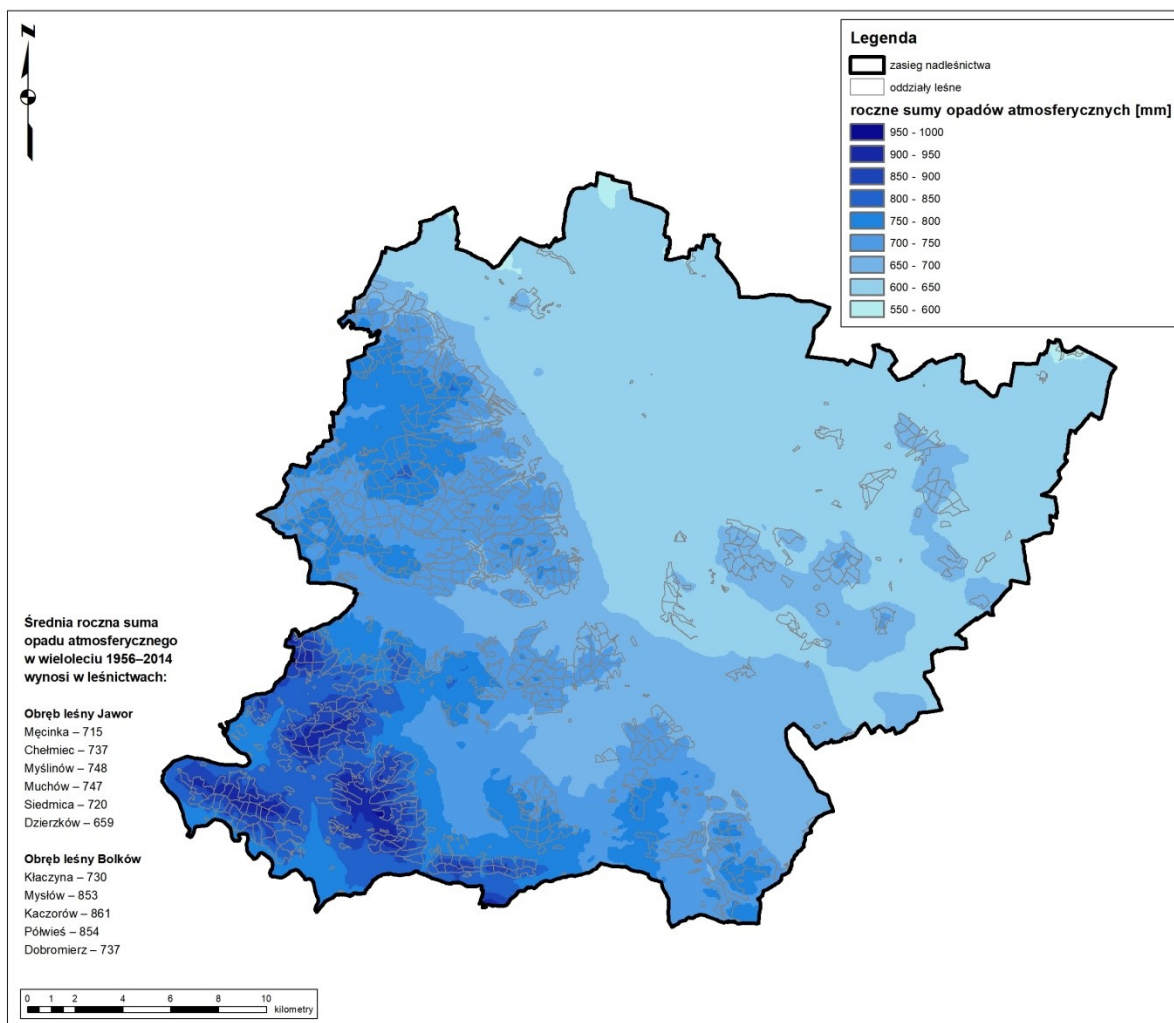 N
Legenda
zasieg nadleśnictwa
oddziały leśne
roczne sumy opadów atmosferycznych [mm]
950 - 1000
900 - 950
850 - 900
800 - 850
750 - 800
700 - 750
650 - 700
600 - 650
550 - 600
Średnia roczna suma
opadu atmosferycznego
w wieloleciu 1956–2014
wynosi w leśnictwach:
Obręb leśny Jawor
Męcinka – 715
Chełmiec – 737
Myślinów – 748
Muchów – 747
Siedmica – 720
Dzierzków – 659
Obręb leśny Bolków
Kłaczyna – 730
Mysłów – 853
Kaczorów – 861
Półwieś – 854
Dobromierz – 737
0 1 2 4 6 8 10
kilometry